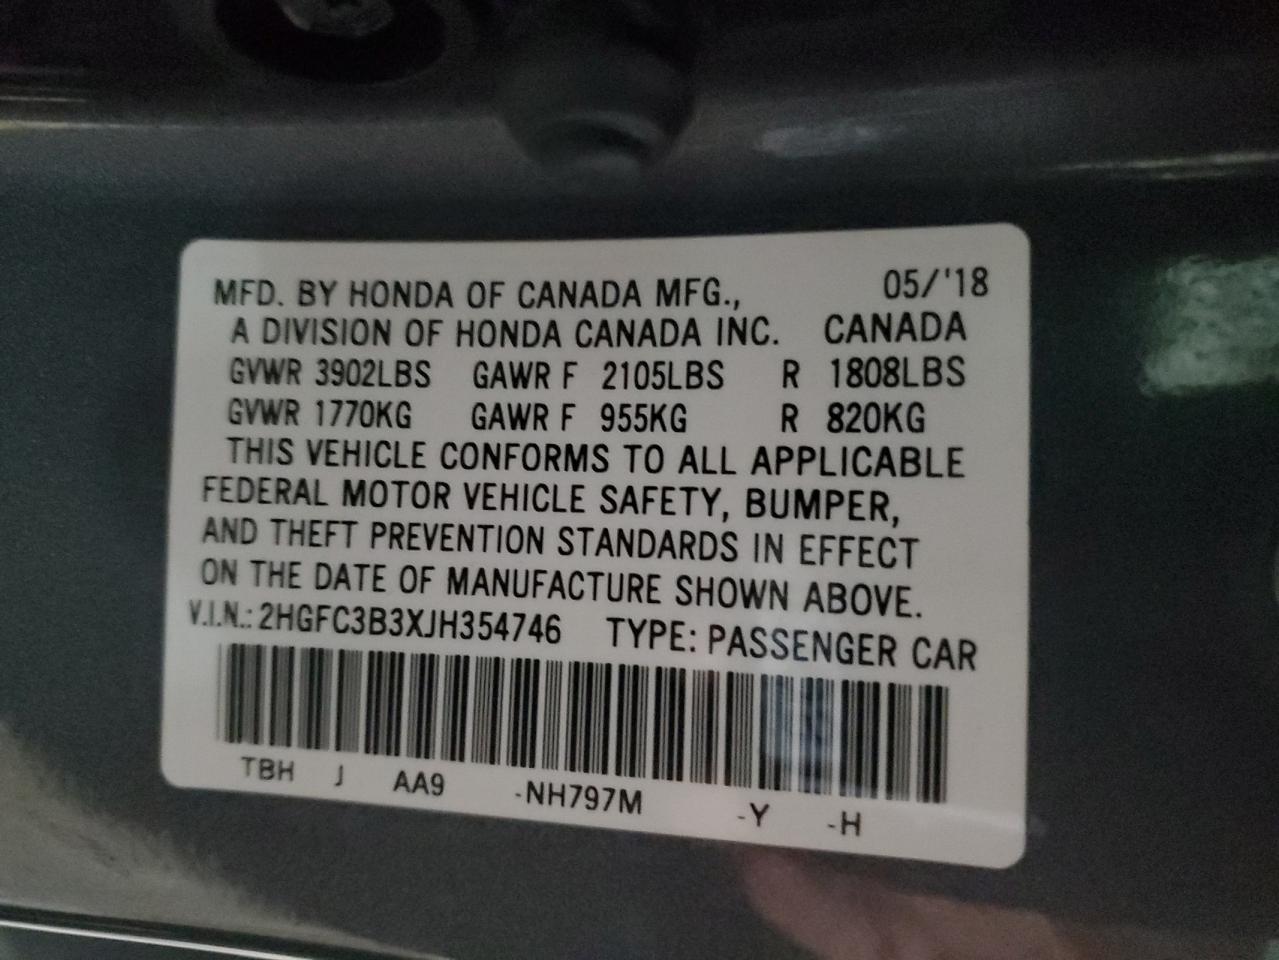 MFD. BY HONDA OF CANADA MFG., 05/'18
A DIVISION OF HONDA CANADA INC. CANADA
GVWR 3902LBS GAWR F 2105LBS R 1808LBS
GVWR 1770KG GAWR F 955KG R 820KG
THIS VEHICLE CONFORMS TO ALL APPLICABLE
FEDERAL MOTOR VEHICLE SAFETY, BUMPER,
AND THEFT PREVENTION STANDARDS IN EFFECT
ON THE DATE OF MANUFACTURE SHOWN ABOVE.
V.I.N.: 2HGFC3B3XJH354746 TYPE: PASSENGER CAR
TBH J AA9 -NH797M -Y -H